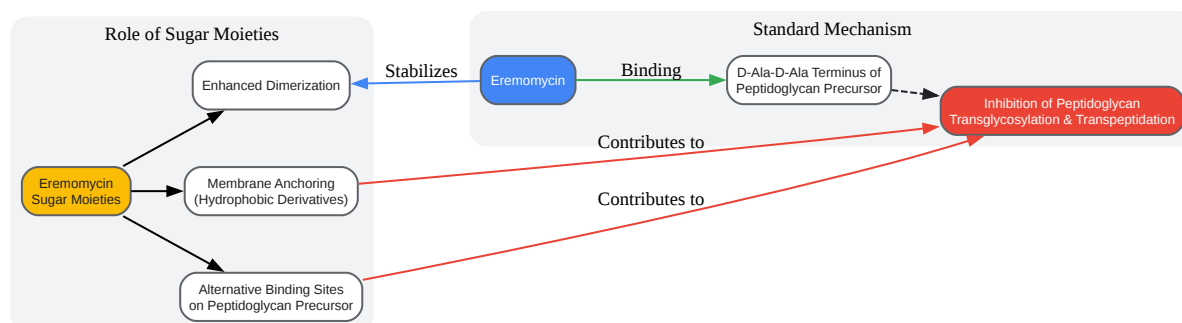 Role of Sugar Moieties
Standard Mechanism
Enhanced Dimerization
Stabilizes
Eremomycin
Binding
D-Ala-D-Ala Terminus of
Peptidoglycan Precursor
Inhibition of Peptidoglycan
Transglycosylation & Transpeptidation
Contributes to
Eremomycin
Sugar Moieties
Membrane Anchoring
(Hydrophobic Derivatives)
Contributes to
Alternative Binding Sites
on Peptidoglycan Precursor